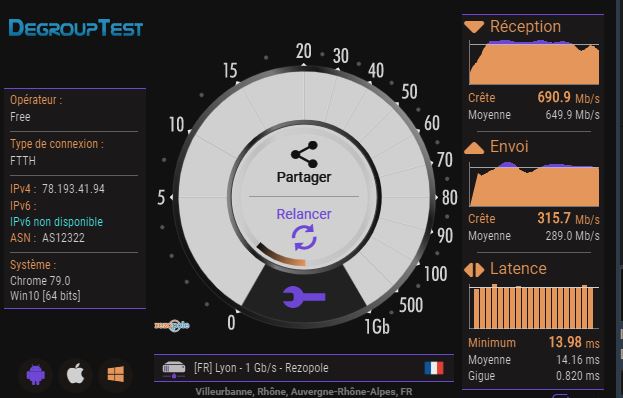 DEGROUPTEST
Opérateur :
Free
Type de connexion :
FTTH
IPv4 : 78.193.41.94
IPv6 :
IPv6 non disponible
ASN : AS12322
Système :
Chrome 79.0
Win10 [64 bits]
0
5
10
15
20
30
40
50
60
70
80
90
100
500
1Gb
Partager
Relancer
rezopole
[FR] Lyon - 1 Gb/s - Rezopole
Villeurbanne, Rhône, Auvergne-Rhône-Alpes, FR
Réception
Crête 690.9 Mb/s
Moyenne 649.9 Mb/s
Envoi
Crête 315.7 Mb/s
Moyenne 289.0 Mb/s
Latence
Minimum 13.98 ms
Moyenne 14.16 ms
Gigue 0.820 ms